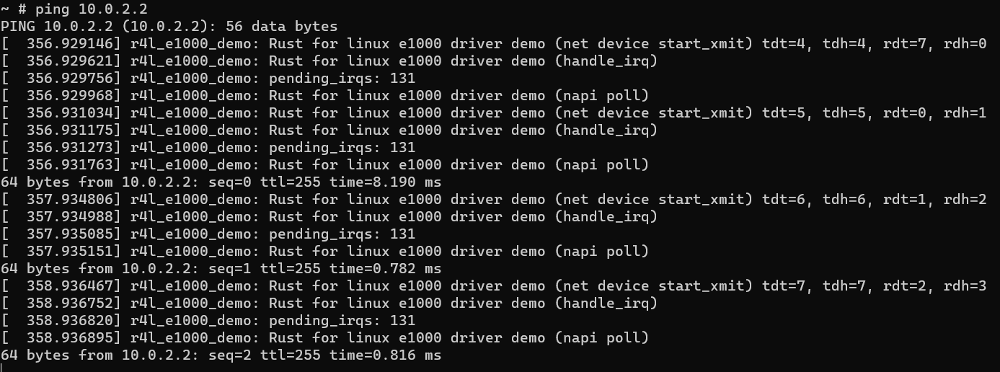 ~ # ping 10.0.2.2
PING 10.0.2.2 (10.0.2.2): 56 data bytes
[  356.929146] r4l_e1000_demo: Rust for linux e1000 driver demo (net device start_xmit) tdt=4, tdh=4, rdt=7, rdh=0
[  356.929621] r4l_e1000_demo: Rust for linux e1000 driver demo (handle_irq)
[  356.929756] r4l_e1000_demo: pending_irqs: 131
[  356.929968] r4l_e1000_demo: Rust for linux e1000 driver demo (napi poll)
[  356.931034] r4l_e1000_demo: Rust for linux e1000 driver demo (net device start_xmit) tdt=5, tdh=5, rdt=0, rdh=1
[  356.931175] r4l_e1000_demo: Rust for linux e1000 driver demo (handle_irq)
[  356.931273] r4l_e1000_demo: pending_irqs: 131
[  356.931763] r4l_e1000_demo: Rust for linux e1000 driver demo (napi poll)
64 bytes from 10.0.2.2: seq=0 ttl=255 time=8.190 ms
[  357.934806] r4l_e1000_demo: Rust for linux e1000 driver demo (net device start_xmit) tdt=6, tdh=6, rdt=1, rdh=2
[  357.934988] r4l_e1000_demo: Rust for linux e1000 driver demo (handle_irq)
[  357.935085] r4l_e1000_demo: pending_irqs: 131
[  357.935151] r4l_e1000_demo: Rust for linux e1000 driver demo (napi poll)
64 bytes from 10.0.2.2: seq=1 ttl=255 time=0.782 ms
[  358.936467] r4l_e1000_demo: Rust for linux e1000 driver demo (net device start_xmit) tdt=7, tdh=7, rdt=2, rdh=3
[  358.936752] r4l_e1000_demo: Rust for linux e1000 driver demo (handle_irq)
[  358.936820] r4l_e1000_demo: pending_irqs: 131
[  358.936895] r4l_e1000_demo: Rust for linux e1000 driver demo (napi poll)
64 bytes from 10.0.2.2: seq=2 ttl=255 time=0.816 ms